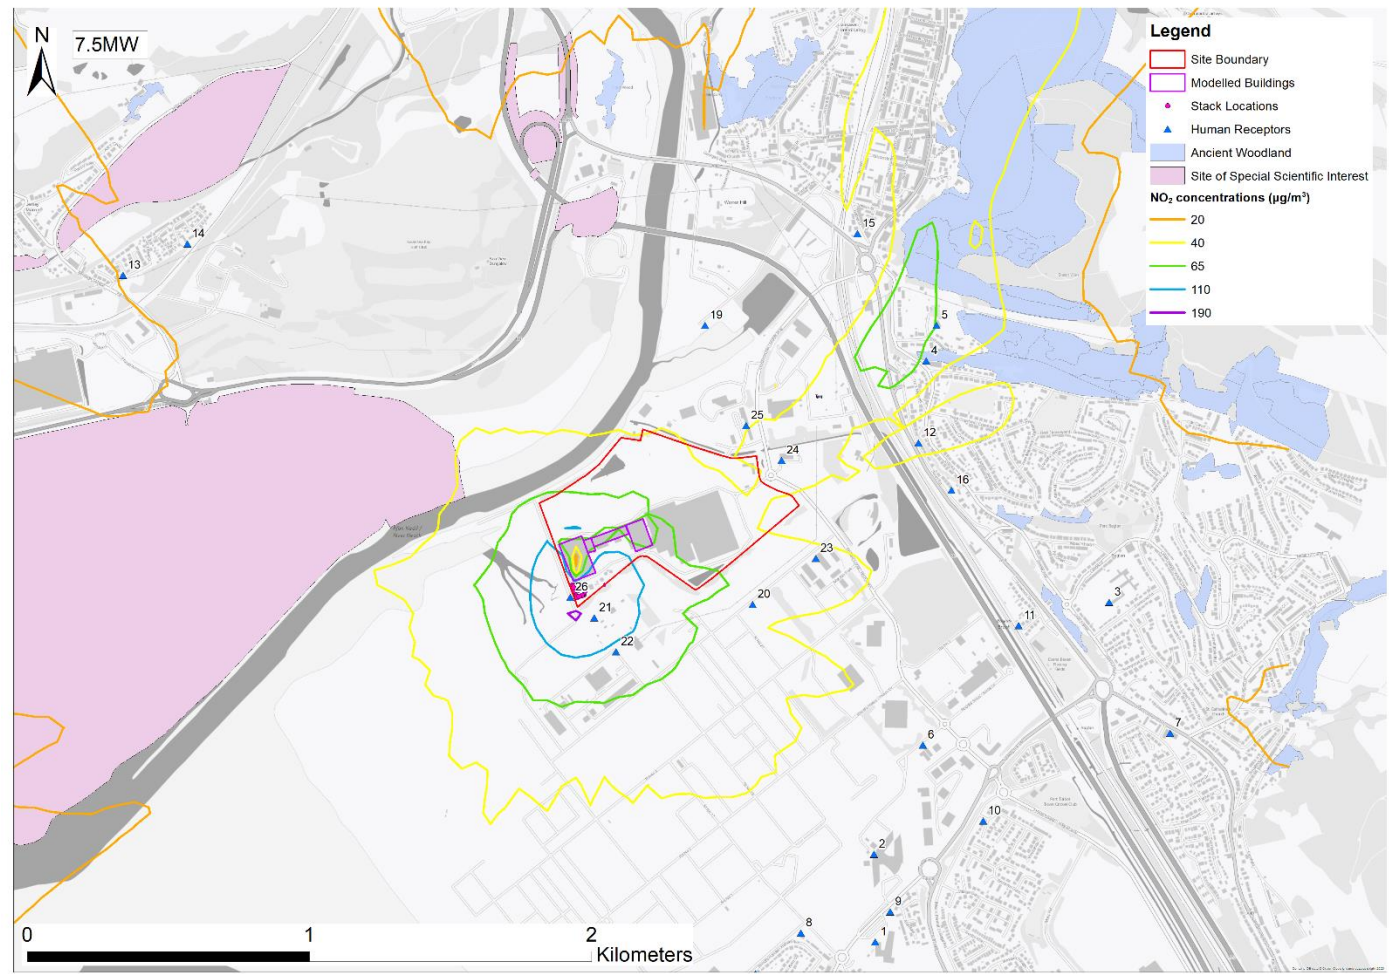 N
7.5MW
Legend
Site Boundary
Modelled Buildings
Stack Locations
Human Receptors
Ancient Woodland
Site of Special Scientific Interest
NO₂ concentrations (µg/m³)
20
40
65
110
190
15
14
13
19
5
4
25
12
24
16
23
26
21
20
3
11
22
7
6
10
2
9
8
1
0 1 2
Kilometers